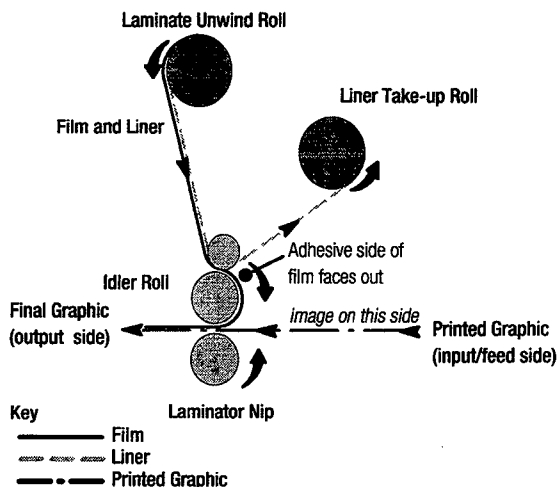 Laminate Unwind Roll
Liner Take-up Roll
Film and Liner
Adhesive side of
film faces out
Idler Roll
image on this side
Final Graphic
(output side)
Printed Graphic
(input/feed side)
Laminator Nip
Key
Film
Liner
Printed Graphic